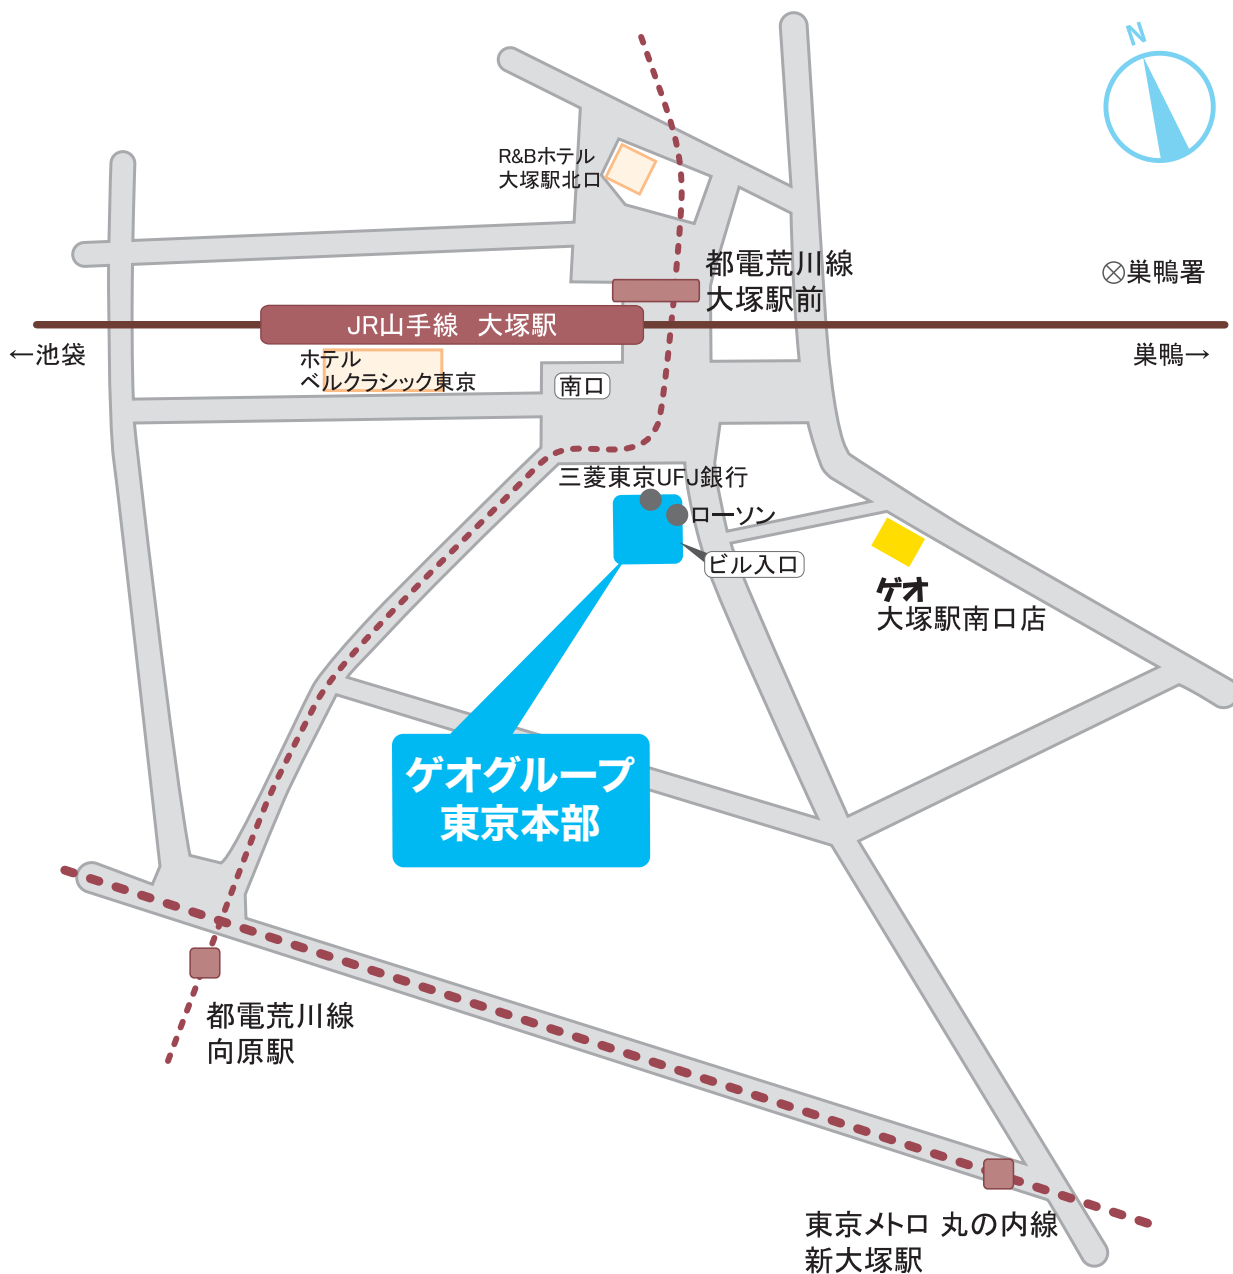 N
R&Bホテル
大塚駅北口
都電荒川線
大塚駅前
巣鴨署
JR山手線 大塚駅
←池袋
巣鴨→
ホテル
ベルクラシック東京
南口
三菱東京UFJ銀行
ローソン
ビル入口
ゲオ
大塚駅南口店
ゲオグループ
東京本部
都電荒川線
向原駅
東京メトロ 丸の内線
新大塚駅